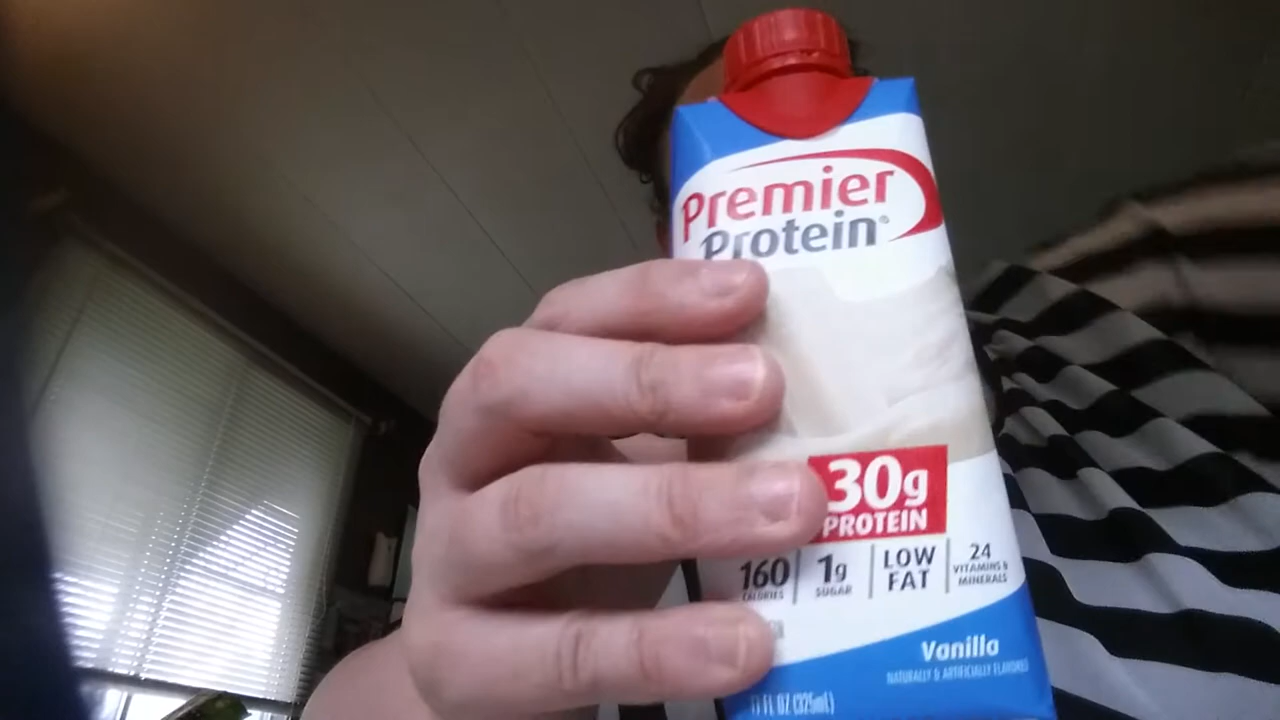 Premier
Protein®
30g
PROTEIN
160 1g LOW 24
CALORIES SUGAR FAT VITAMINS &
MINERALS
Vanilla
NATURALLY & ARTIFICIALLY FLAVORED
11 FL OZ (325mL)